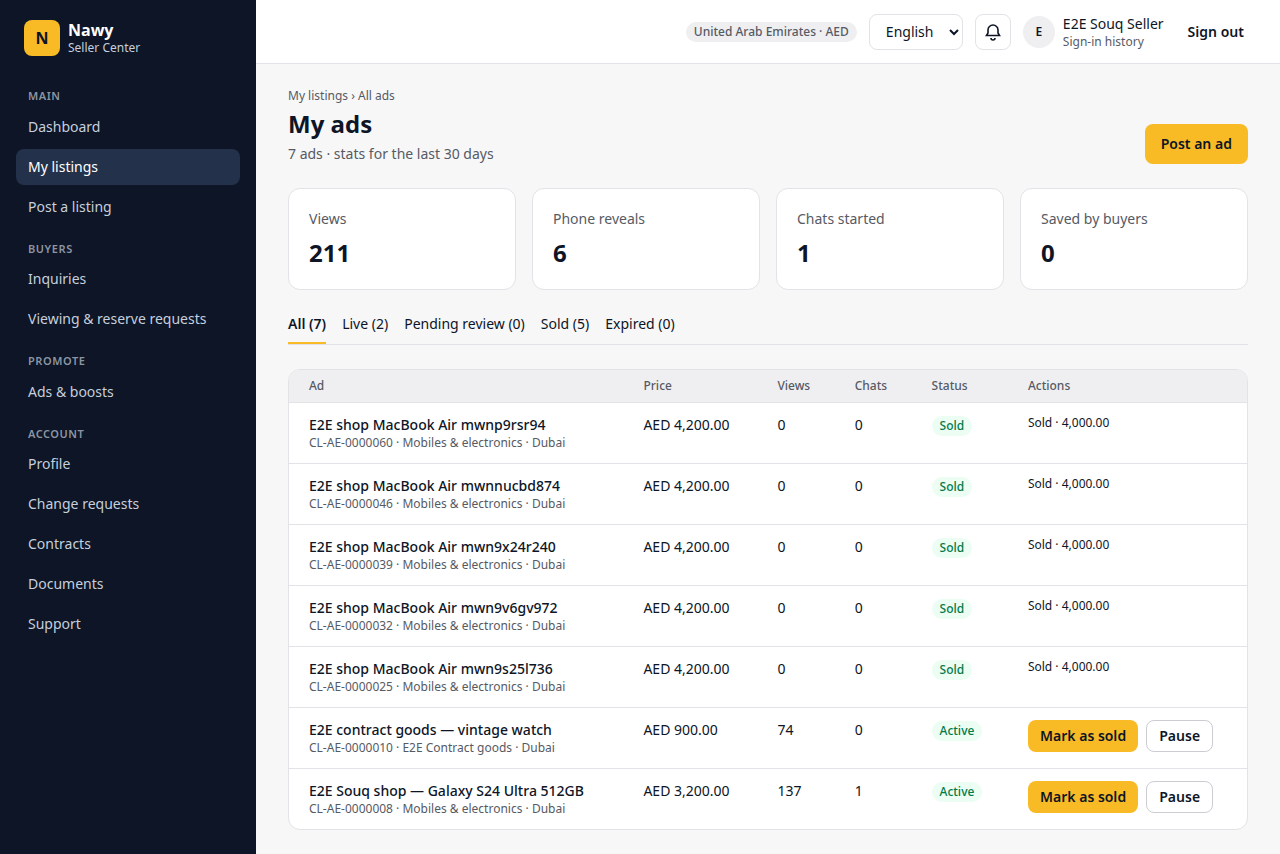 N
Nawy
Seller Center
MAIN
Dashboard
My listings
Post a listing
BUYERS
Inquiries
Viewing & reserve requests
PROMOTE
Ads & boosts
ACCOUNT
Profile
Change requests
Contracts
Documents
Support
United Arab Emirates · AED
English
E
E2E Souq Seller
Sign-in history
Sign out
My listings › All ads
My ads
7 ads · stats for the last 30 days
Post an ad
Views
211
Phone reveals
6
Chats started
1
Saved by buyers
0
All (7) Live (2) Pending review (0) Sold (5) Expired (0)
Ad Price Views Chats Status Actions
E2E shop MacBook Air mwnp9rsr94 AED 4,200.00 0 0 Sold Sold · 4,000.00
CL-AE-0000060 · Mobiles & electronics · Dubai
E2E shop MacBook Air mwnnucbd874 AED 4,200.00 0 0 Sold Sold · 4,000.00
CL-AE-0000046 · Mobiles & electronics · Dubai
E2E shop MacBook Air mwn9x24r240 AED 4,200.00 0 0 Sold Sold · 4,000.00
CL-AE-0000039 · Mobiles & electronics · Dubai
E2E shop MacBook Air mwn9v6gv972 AED 4,200.00 0 0 Sold Sold · 4,000.00
CL-AE-0000032 · Mobiles & electronics · Dubai
E2E shop MacBook Air mwn9s25l736 AED 4,200.00 0 0 Sold Sold · 4,000.00
CL-AE-0000025 · Mobiles & electronics · Dubai
E2E contract goods — vintage watch AED 900.00 74 0 Active Mark as sold Pause
CL-AE-0000010 · E2E Contract goods · Dubai
E2E Souq shop — Galaxy S24 Ultra 512GB AED 3,200.00 137 1 Active Mark as sold Pause
CL-AE-0000008 · Mobiles & electronics · Dubai